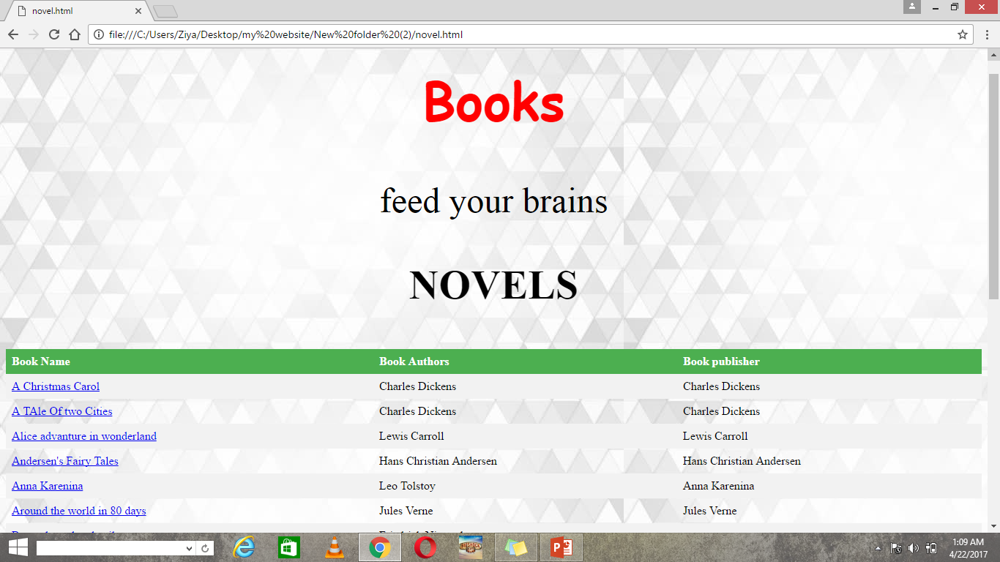 novel.html
file:///C:/Users/Ziya/Desktop/my%20website/New%20folder%20(2)/novel.html
Books
feed your brains
NOVELS
Book Name Book Authors Book publisher
A Christmas Carol Charles Dickens Charles Dickens
A TAle Of two Cities Charles Dickens Charles Dickens
Alice advanture in wonderland Lewis Carroll Lewis Carroll
Andersen's Fairy Tales Hans Christian Andersen Hans Christian Andersen
Anna Karenina Leo Tolstoy Anna Karenina
Around the world in 80 days Jules Verne Jules Verne
1:09 AM
4/22/2017